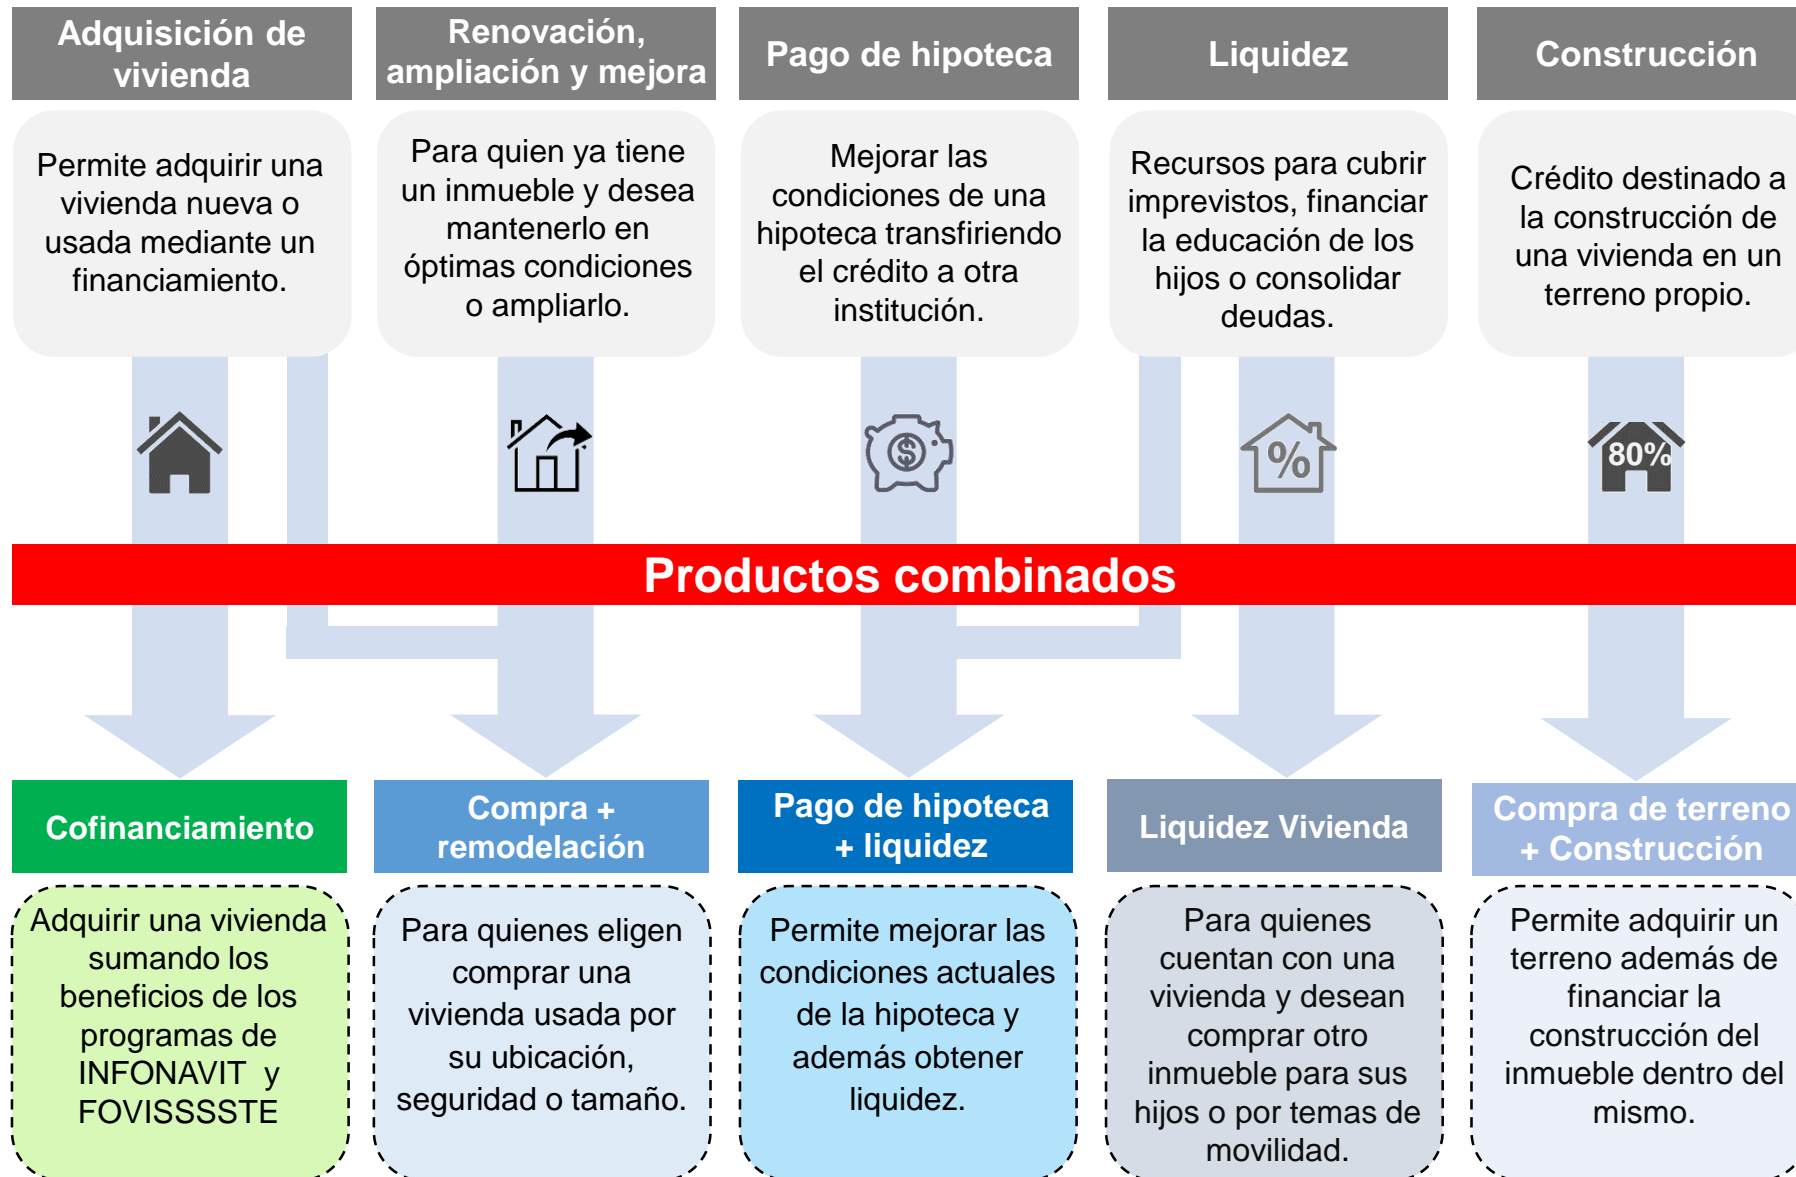 Adquisición de
vivienda
Renovación,
ampliación y mejora
Pago de hipoteca
Liquidez
Construcción
Permite adquirir una
vivienda nueva o
usada mediante un
financiamiento.
Para quien ya tiene
un inmueble y desea
mantenerlo en
óptimas condiciones
o ampliarlo.
Mejorar las
condiciones de una
hipoteca transfiriendo
el crédito a otra
institución.
Recursos para cubrir
imprevistos, financiar
la educación de los
hijos o consolidar
deudas.
Crédito destinado a
la construcción de
una vivienda en un
terreno propio.
$
%
80%
Productos combinados
Cofinanciamiento
Compra +
remodelación
Pago de hipoteca
+ liquidez
Liquidez Vivienda
Compra de terreno
+ Construcción
Adquirir una vivienda
sumando los
beneficios de los
programas de
INFONAVIT y
FOVISSSSTE
Para quienes eligen
comprar una
vivienda usada por
su ubicación,
seguridad o tamaño.
Permite mejorar las
condiciones actuales
de la hipoteca y
además obtener
liquidez.
Para quienes
cuentan con una
vivienda y desean
comprar otro
inmueble para sus
hijos o por temas de
movilidad.
Permite adquirir un
terreno además de
financiar la
construcción del
inmueble dentro del
mismo.